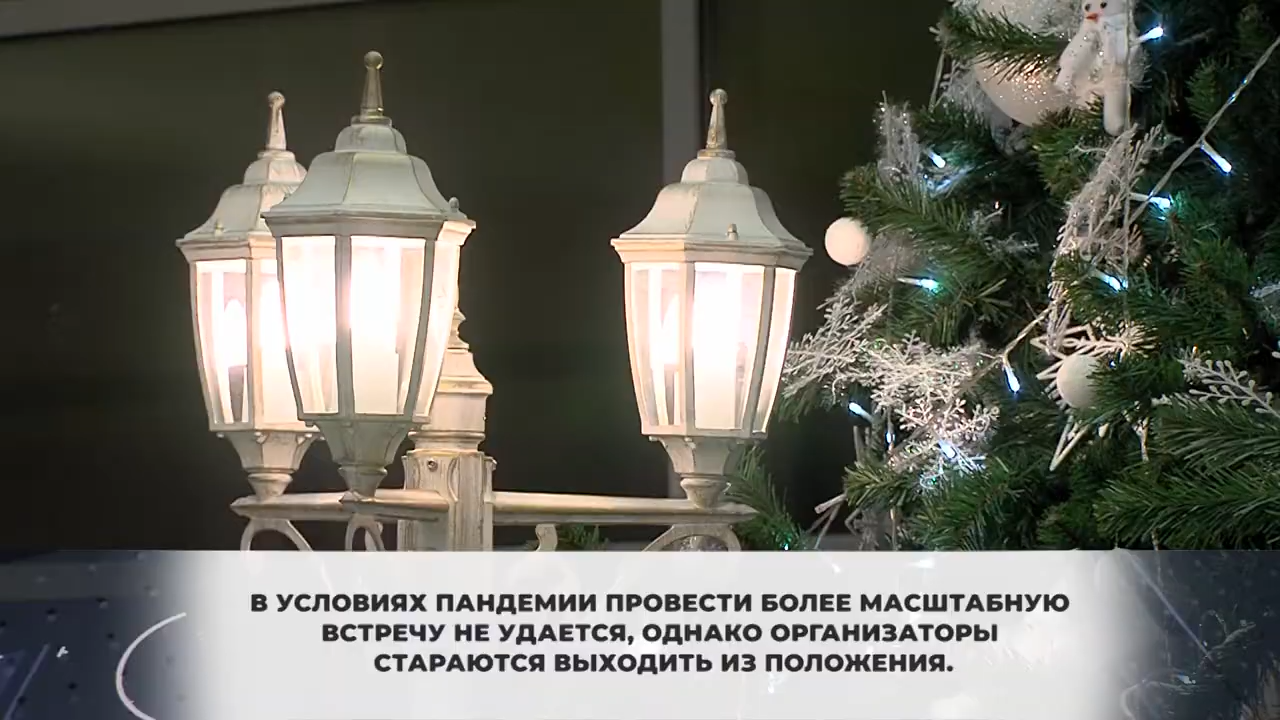 В УСЛОВИЯХ ПАНДЕМИИ ПРОВЕСТИ БОЛЕЕ МАСШТАБНУЮ
ВСТРЕЧУ НЕ УДАЕТСЯ, ОДНАКО ОРГАНИЗАТОРЫ
СТАРАЮТСЯ ВЫХОДИТЬ ИЗ ПОЛОЖЕНИЯ.